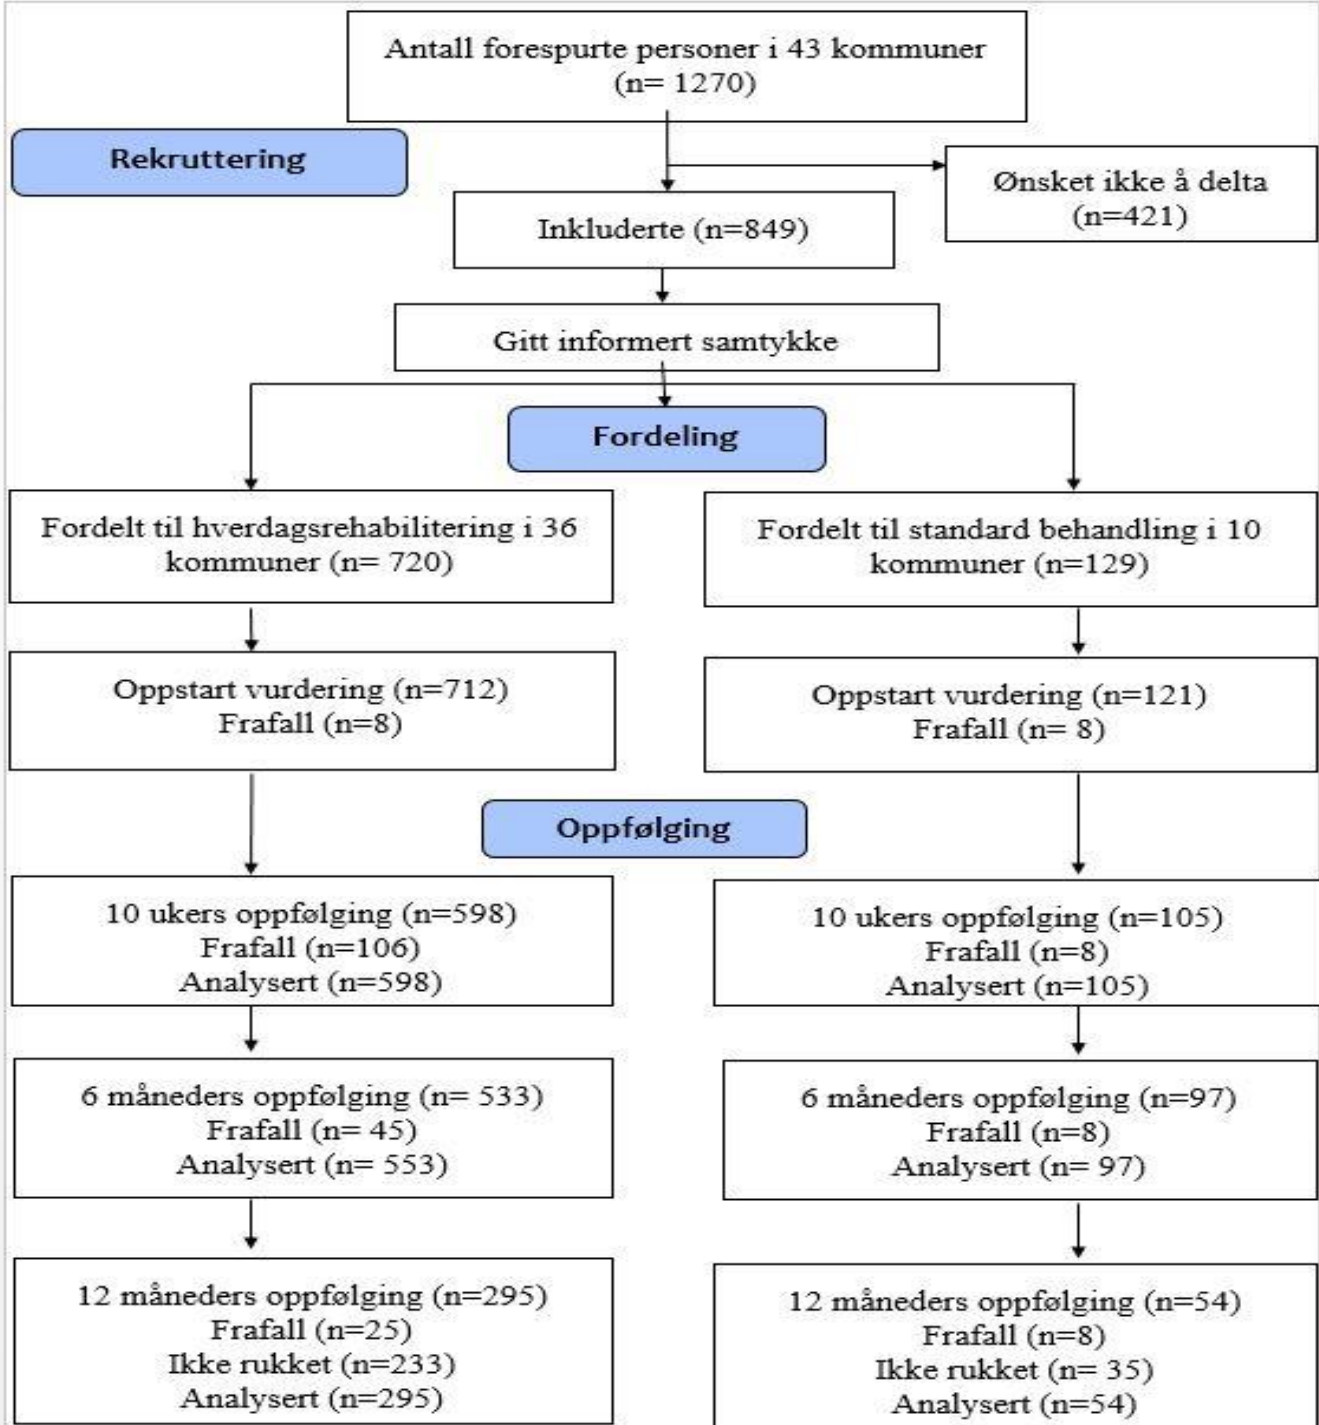 Antall forespurte personer i 43 kommuner
(n= 1270)
Rekruttering
Ønsket ikke å delta
(n=421)
Inkluderte (n=849)
Gitt informert samtykke
Fordeling
Fordelt til hverdagsrehabilitering i 36
kommuner (n= 720)
Fordelt til standard behandling i 10
kommuner (n=129)
Oppstart vurdering (n=712)
Frafall (n=8)
Oppstart vurdering (n=121)
Frafall (n= 8)
Oppfølging
10 ukers oppfølging (n=598)
Frafall (n=106)
Analysert (n=598)
10 ukers oppfølging (n=105)
Frafall (n=8)
Analysert (n=105)
6 måneders oppfølging (n= 533)
Frafall (n= 45)
Analysert (n= 553)
6 måneders oppfølging (n=97)
Frafall (n=8)
Analysert (n= 97)
12 måneders oppfølging (n=295)
Frafall (n=25)
Ikke rukket (n=233)
Analysert (n=295)
12 måneders oppfølging (n=54)
Frafall (n=8)
Ikke rukket (n= 35)
Analysert (n=54)